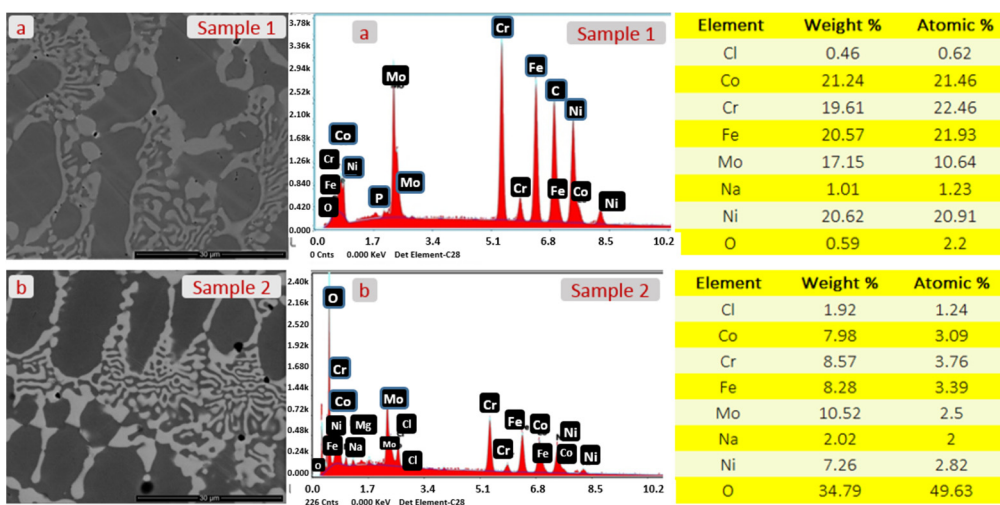 a
Sample 1
30 µm
a
Sample 1
3.78k
3.36k
2.94k
2.52k
2.10k
1.68k
1.26k
0.840
0.420
0.000
Cr
Fe
Mo
C
Ni
Co
Cr
Ni
Fe
O
P
Mo
Cr
Fe
Co
Ni
0.0 1.7 3.4 5.1 6.8 8.5 10.2
0 Cnts 0.000 KeV Det Element-C28
Element Weight % Atomic %
Cl 0.46 0.62
Co 21.24 21.46
Cr 19.61 22.46
Fe 20.57 21.93
Mo 17.15 10.64
Na 1.01 1.23
Ni 20.62 20.91
O 0.59 2.2
b
Sample 2
30 µm
b
Sample 2
2.40k
2.16k
1.52k
1.92k
1.680
1.44k
0.72k
0.48k
0.24k
0.000
O
Cr
Co
Mo
Ni
Mg
Cl
Fe
Na
Mo
O
Cl
Cr
Fe
Co
Ni
Cr
Fe
Co
Ni
0.0 1.7 3.4 5.1 6.8 8.5 10.2
226 Cnts 0.000 KeV Det Element-C28
Element Weight % Atomic %
Cl 1.92 1.24
Co 7.98 3.09
Cr 8.57 3.76
Fe 8.28 3.39
Mo 10.52 2.5
Na 2.02 2
Ni 7.26 2.82
O 34.79 49.63